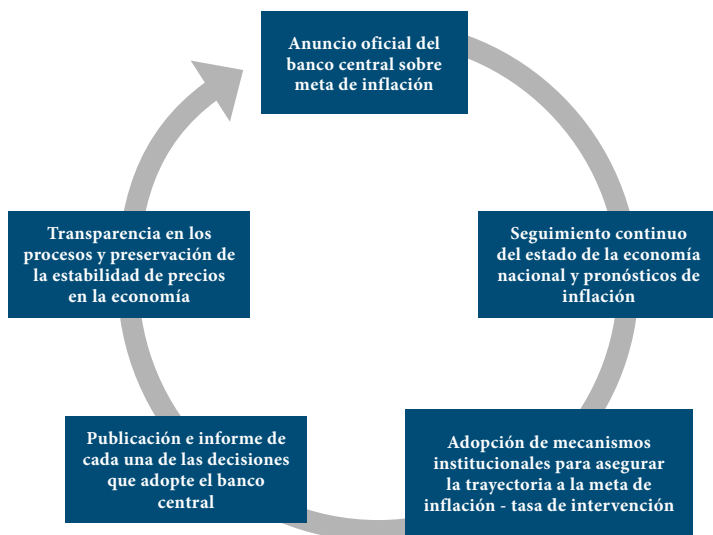 Anuncio oficial del
banco central sobre
meta de inflación
Seguimiento continuo
del estado de la economía
nacional y pronósticos de
inflación
Adopción de mecanismos
institucionales para asegurar
la trayectoria a la meta de
inflación - tasa de intervención
Publicación e informe de
cada una de las decisiones
que adopte el banco
central
Transparencia en los
procesos y preservación de
la estabilidad de precios
en la economía